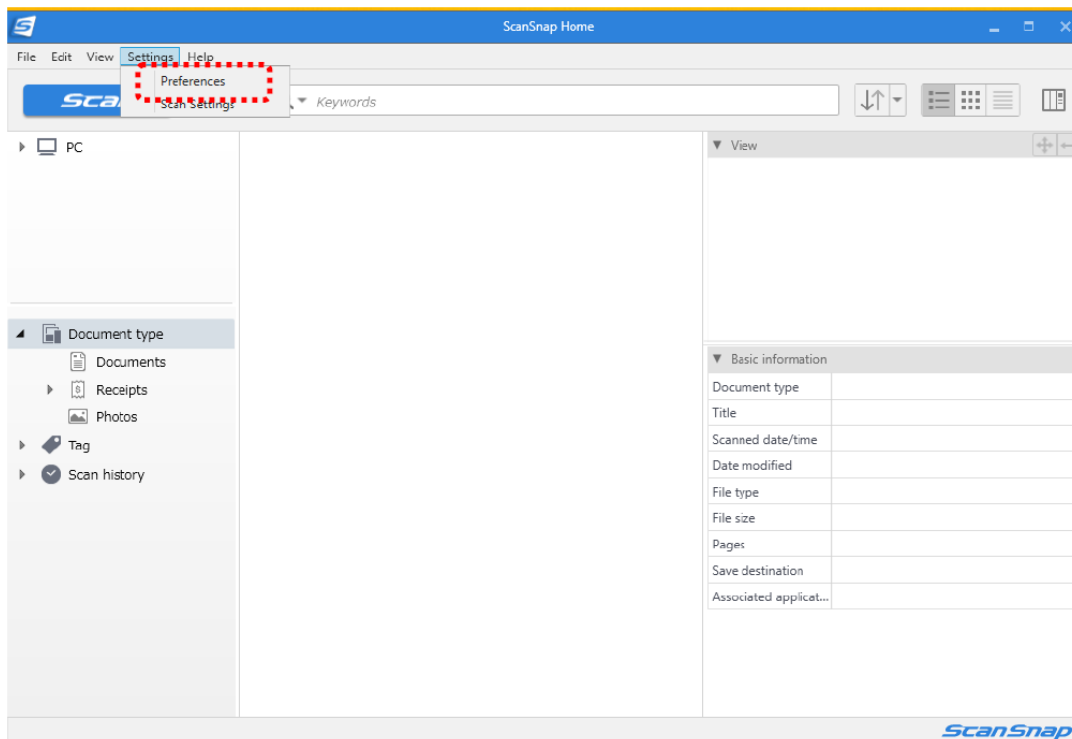 ScanSnap Home
File Edit View Settings Help
Preferences
Scan Settings
Sca
Keywords
PC
Document type
Documents
Receipts
Photos
Tag
Scan history
View
Basic information
Document type
Title
Scanned date/time
Date modified
File type
File size
Pages
Save destination
Associated applicat...
ScanSnap